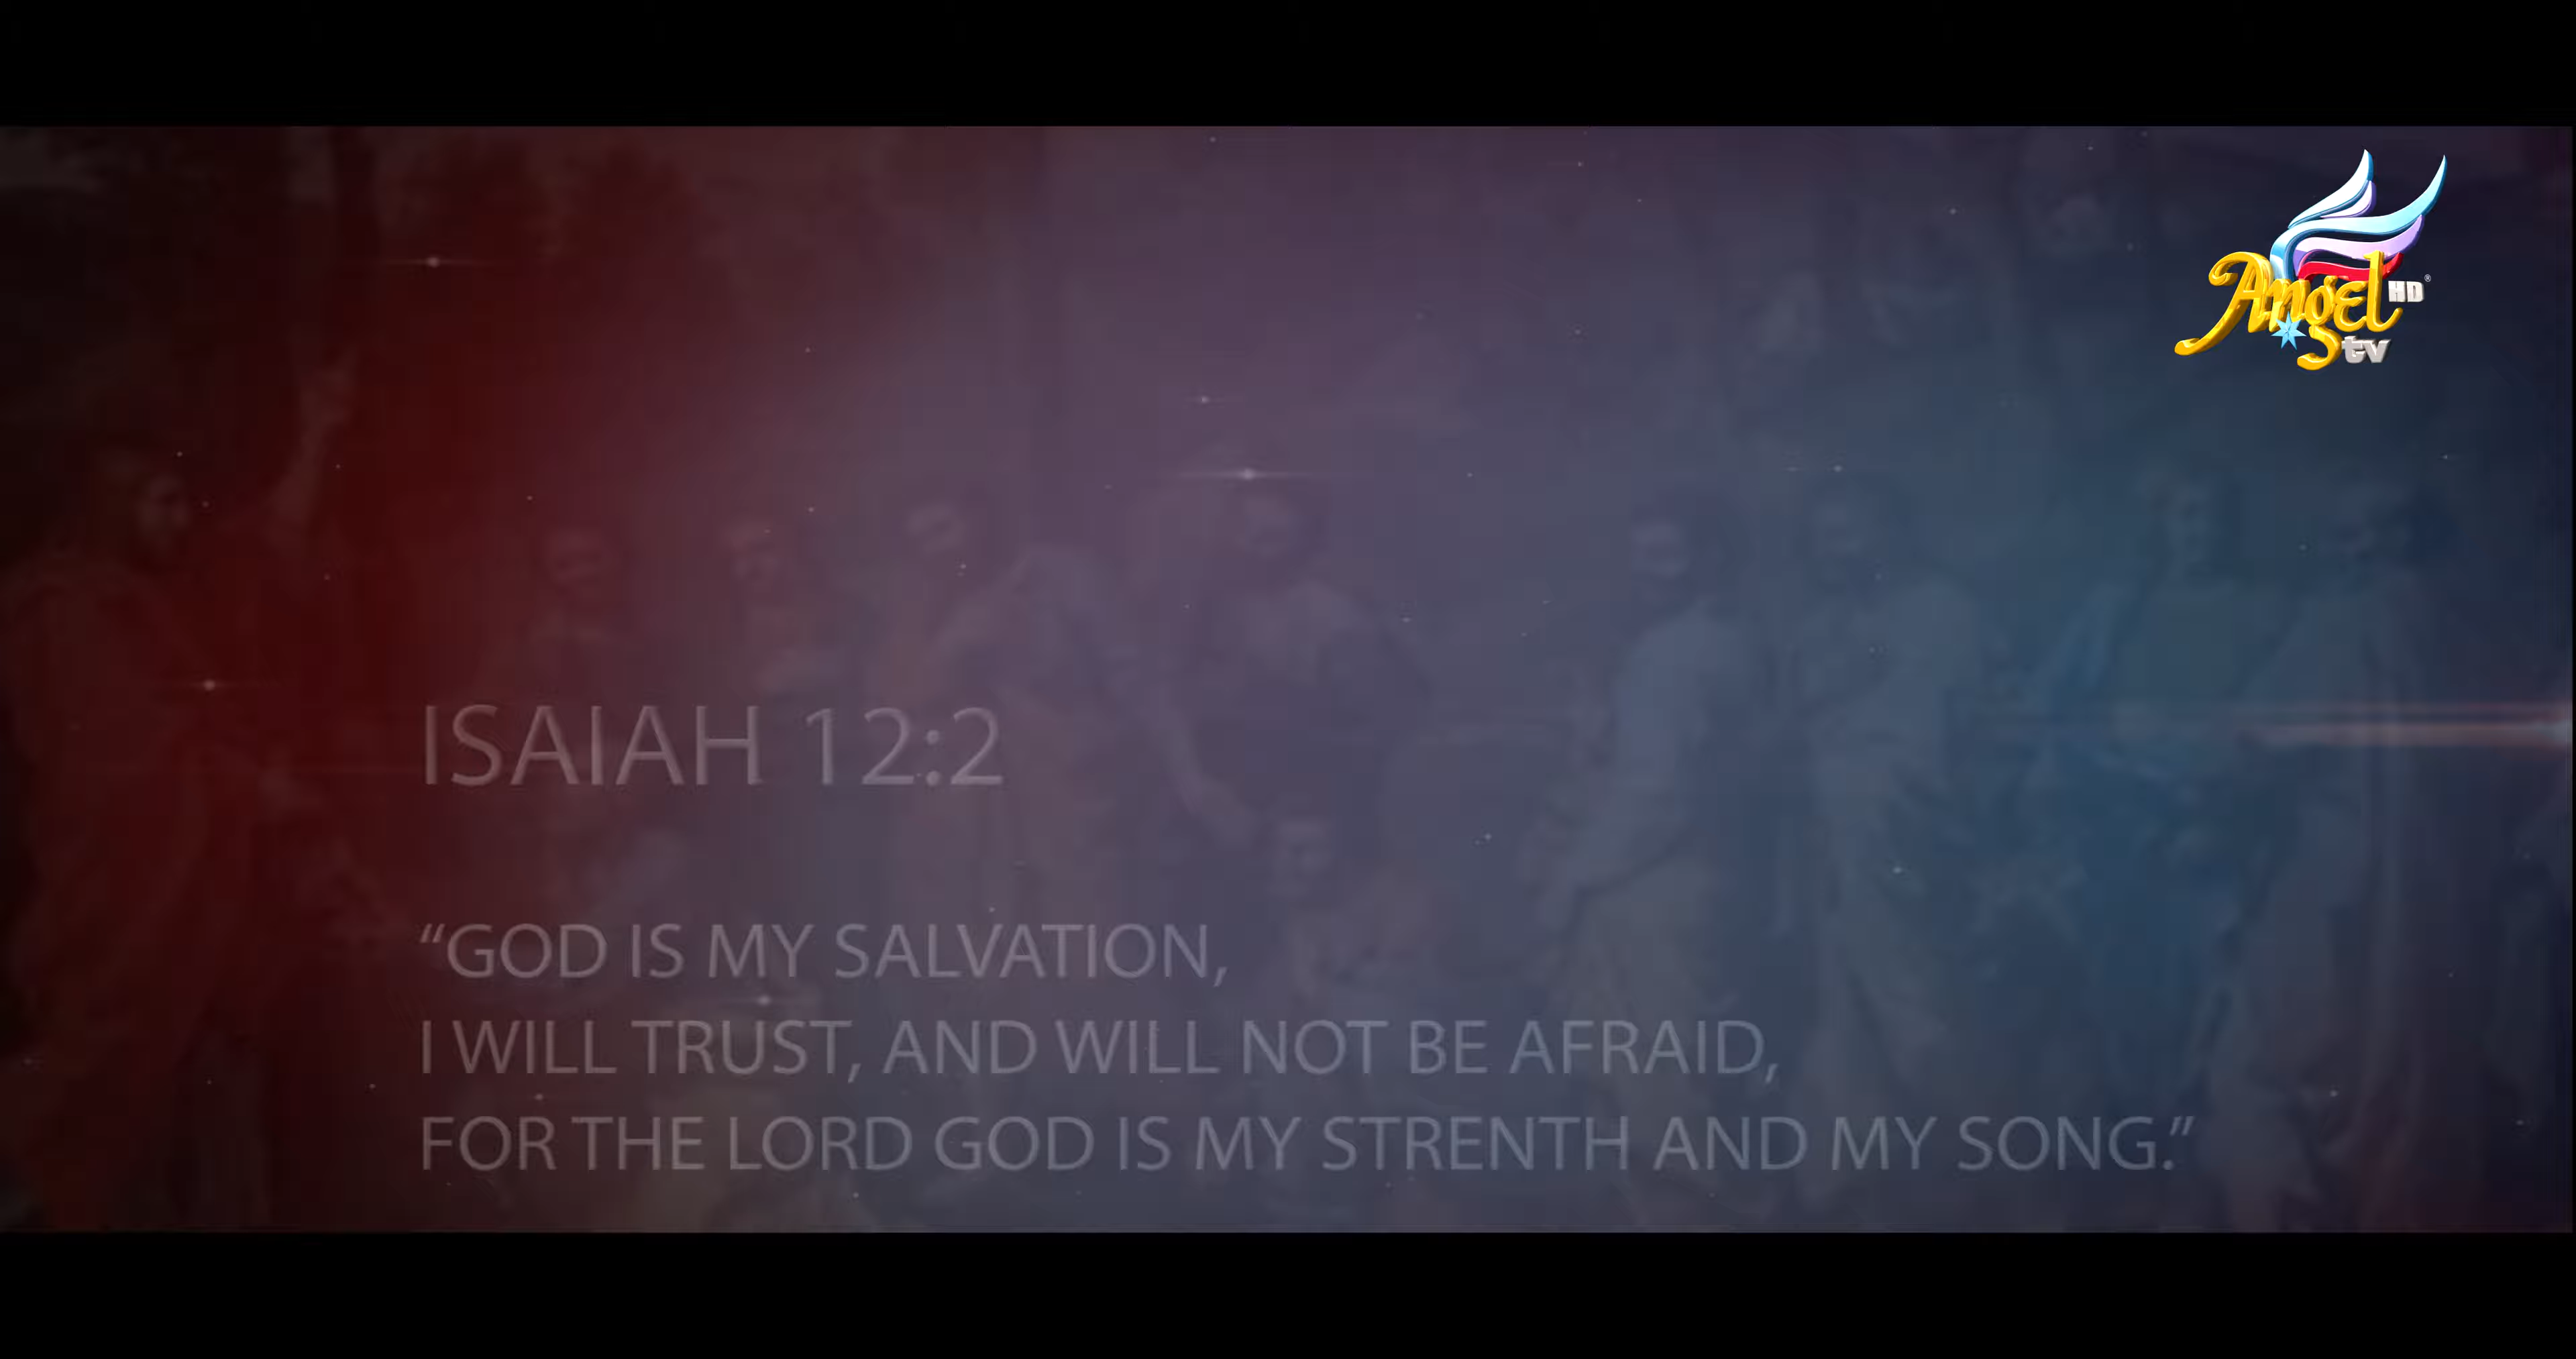 Angel HD
tv
ISAIAH 12:2
“GOD IS MY SALVATION,
I WILL TRUST, AND WILL NOT BE AFRAID,
FOR THE LORD GOD IS MY STRENTH AND MY SONG.”